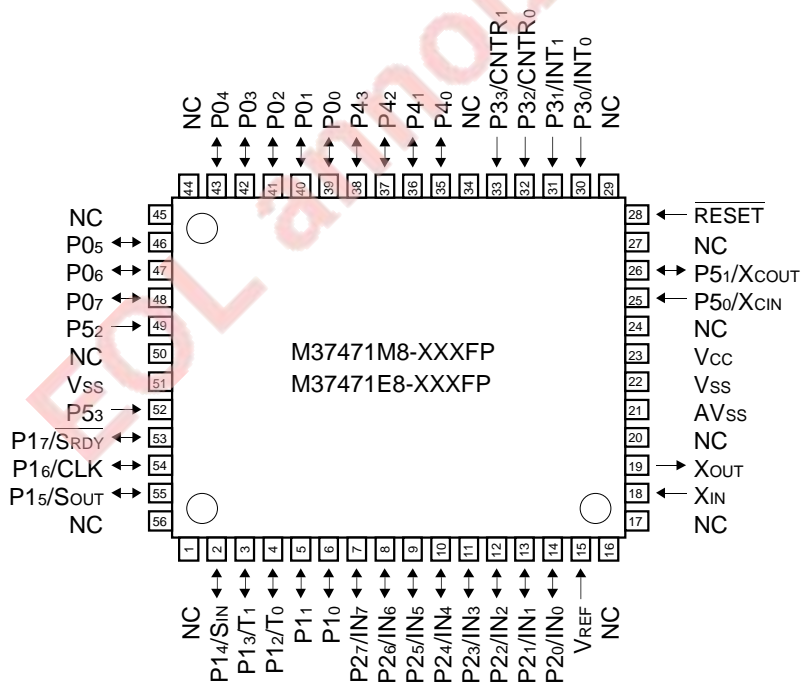 EOL annou
NC
P04
P03
P02
P01
P00
P43
P42
P41
P40
NC
P33/CNTR1
P32/CNTR0
P31/INT1
P30/INT0
NC
44
43
42
41
40
39
38
37
36
35
34
33
32
31
30
29
NC 45
P05 46
P06 47
P07 48
P52 49
NC 50
VSS 51
P53 52
P17/SRDY 53
P16/CLK 54
P15/SOUT 55
NC 56
M37471M8-XXXFP
M37471E8-XXXFP
28 RESET
27 NC
26 P51/XCOUT
25 P50/XCIN
24 NC
23 VCC
22 VSS
21 AVSS
20 NC
19 XOUT
18 XIN
17 NC
1
2
3
4
5
6
7
8
9
10
11
12
13
14
15
16
NC
P14/SIN
P13/T1
P12/T0
P11
P10
P27/IN7
P26/IN6
P25/IN5
P24/IN4
P23/IN3
P22/IN2
P21/IN1
P20/IN0
VREF
NC